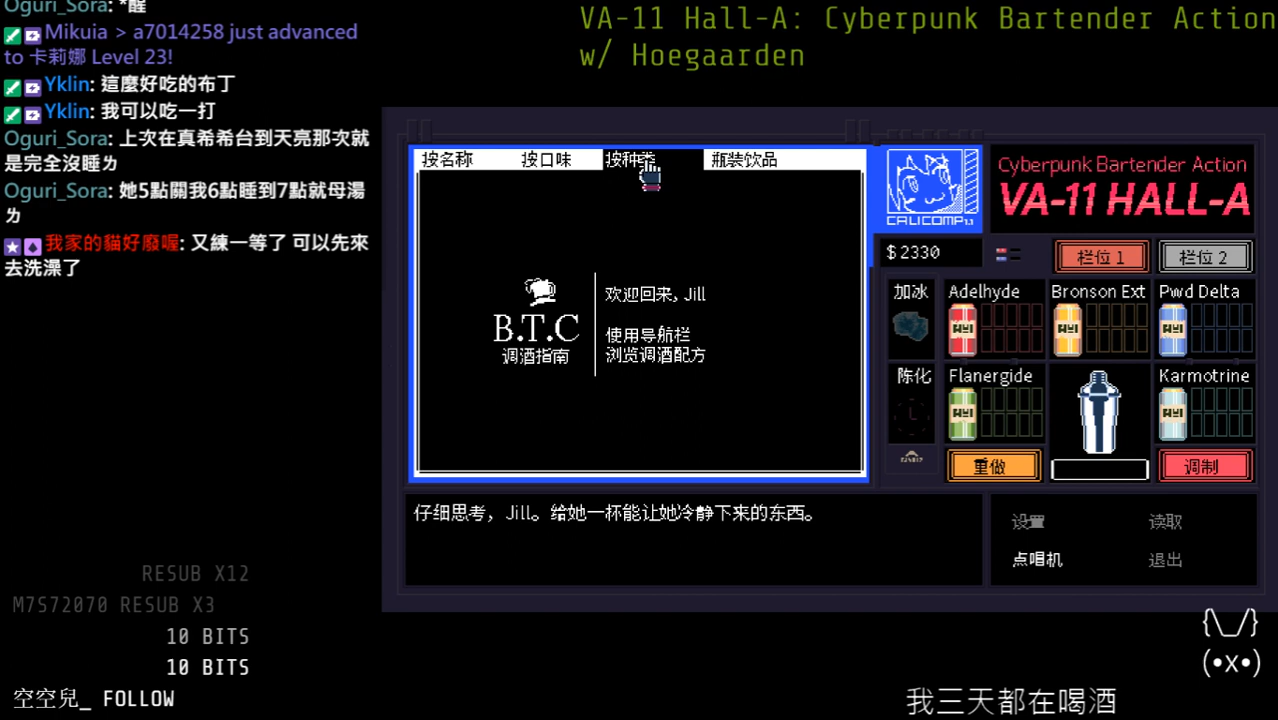 Oguri_Sora: *醒
Mikuia > a7014258 just advanced
to 卡莉娜 Level 23!
Yklin: 這麼好吃的布丁
Yklin: 我可以吃一打
Oguri_Sora: 上次在真希希台到天亮那次就
是完全沒睡ㄌ
Oguri_Sora: 她5點關我6點睡到7點就母湯
ㄌ
我家的貓好廢喔: 又練一等了 可以先來
去洗澡了
RESUB X12
M7S72070 RESUB X3
10 BITS
10 BITS
空空兒_ FOLLOW
VA-11 Hall-A: Cyberpunk Bartender Action
w/ Hoegaarden
按名称 按口味 按种类 瓶装饮品
B.T.C
调酒指南
欢迎回来, Jill
使用导航栏
浏览调酒配方
CALICOMP 1.1
Cyberpunk Bartender Action
VA-11 HALL-A
$ 2330
栏位 1 栏位 2
加冰 Adelhyde Bronson Ext Pwd Delta
陈化 Flanergide Karmotrine
重做 调制
仔细思考，Jill。给她一杯能让她冷静下来的东西。
设置 读取
点唱机 退出
{\_/}
(•x•)
我三天都在喝酒